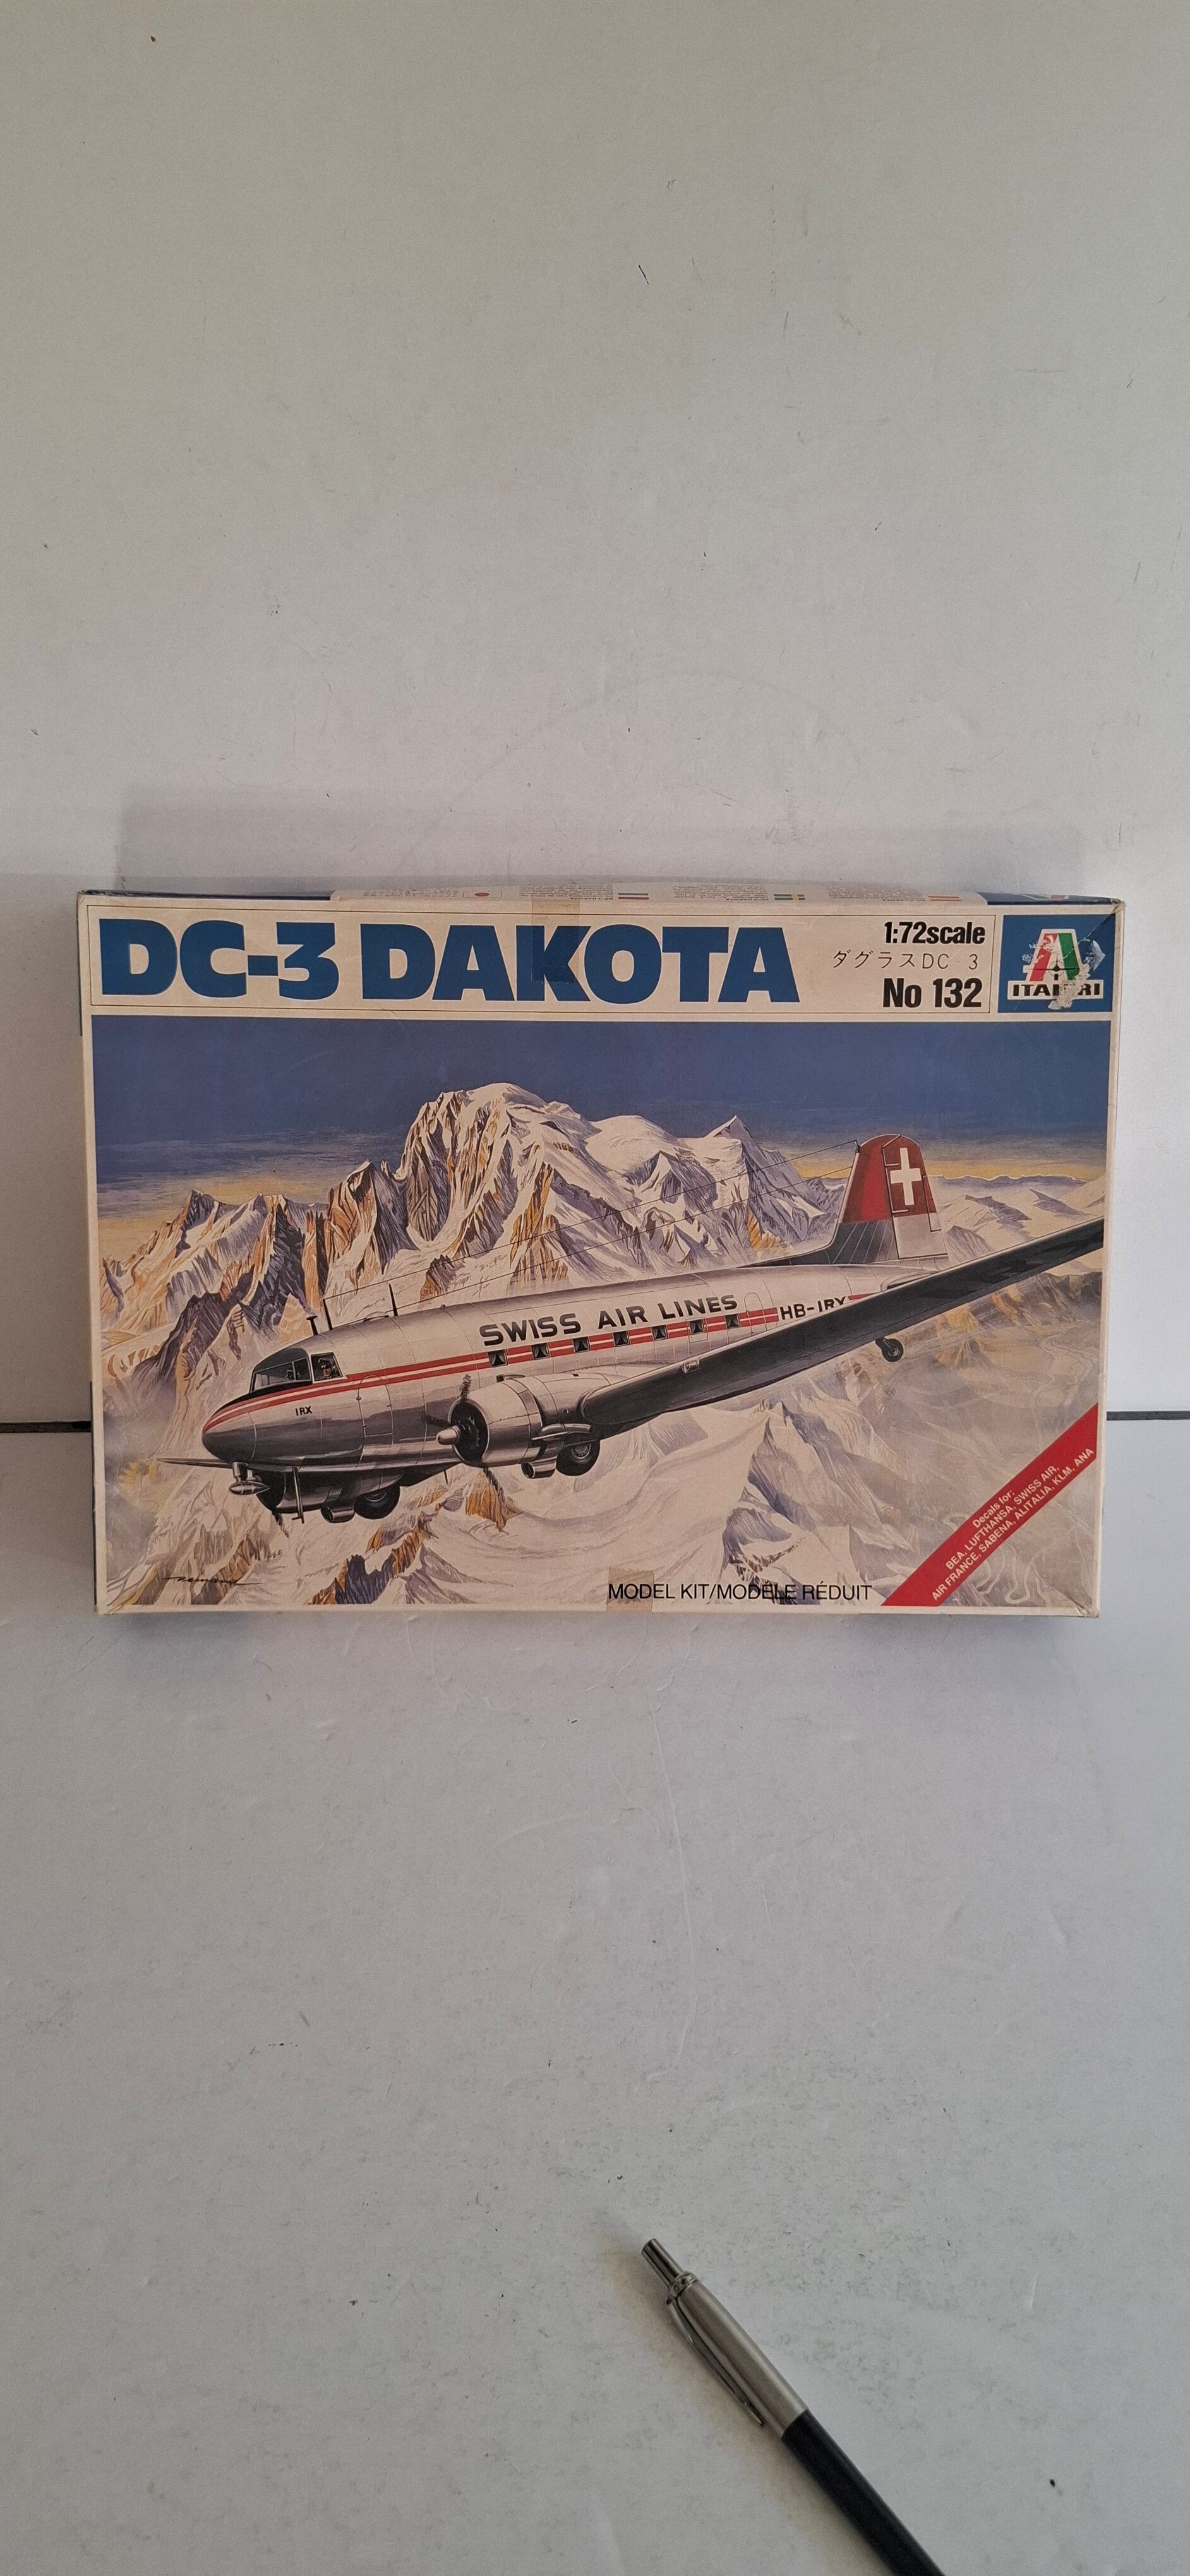 DC-3 DAKOTA
1:72scale
ダグラスDC-3
No 132
ITALERI
SWISS AIR LINES
HB-IRX
IRX
Decals for:
BEA, LUFTHANSA, SWISS AIR,
AIR FRANCE, SABENA, ALITALIA, KLM, ANA
MODEL KIT/MODÈLE RÉDUIT